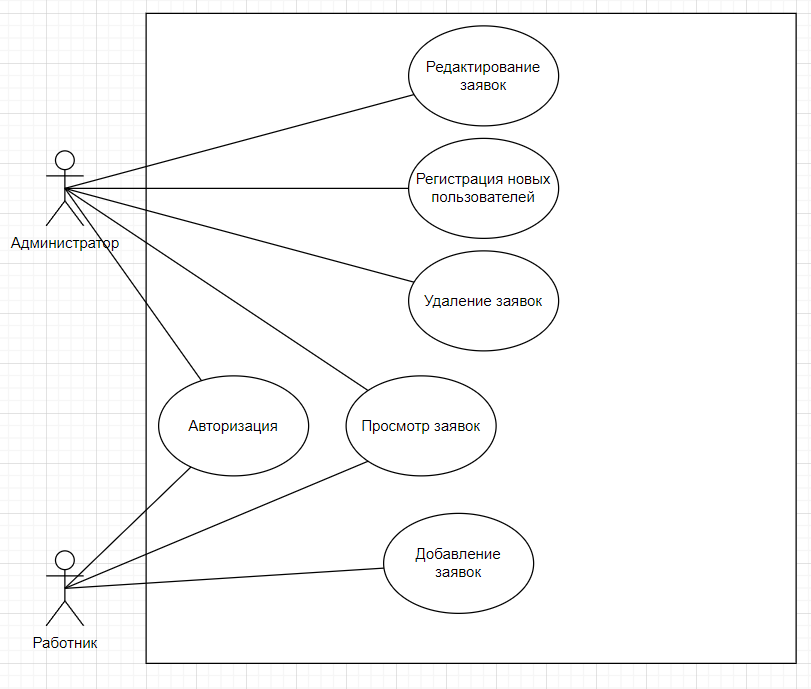 Редактирование
заявок
Регистрация новых
пользователей
Администратор
Удаление заявок
Авторизация
Просмотр заявок
Добавление
заявок
Работник